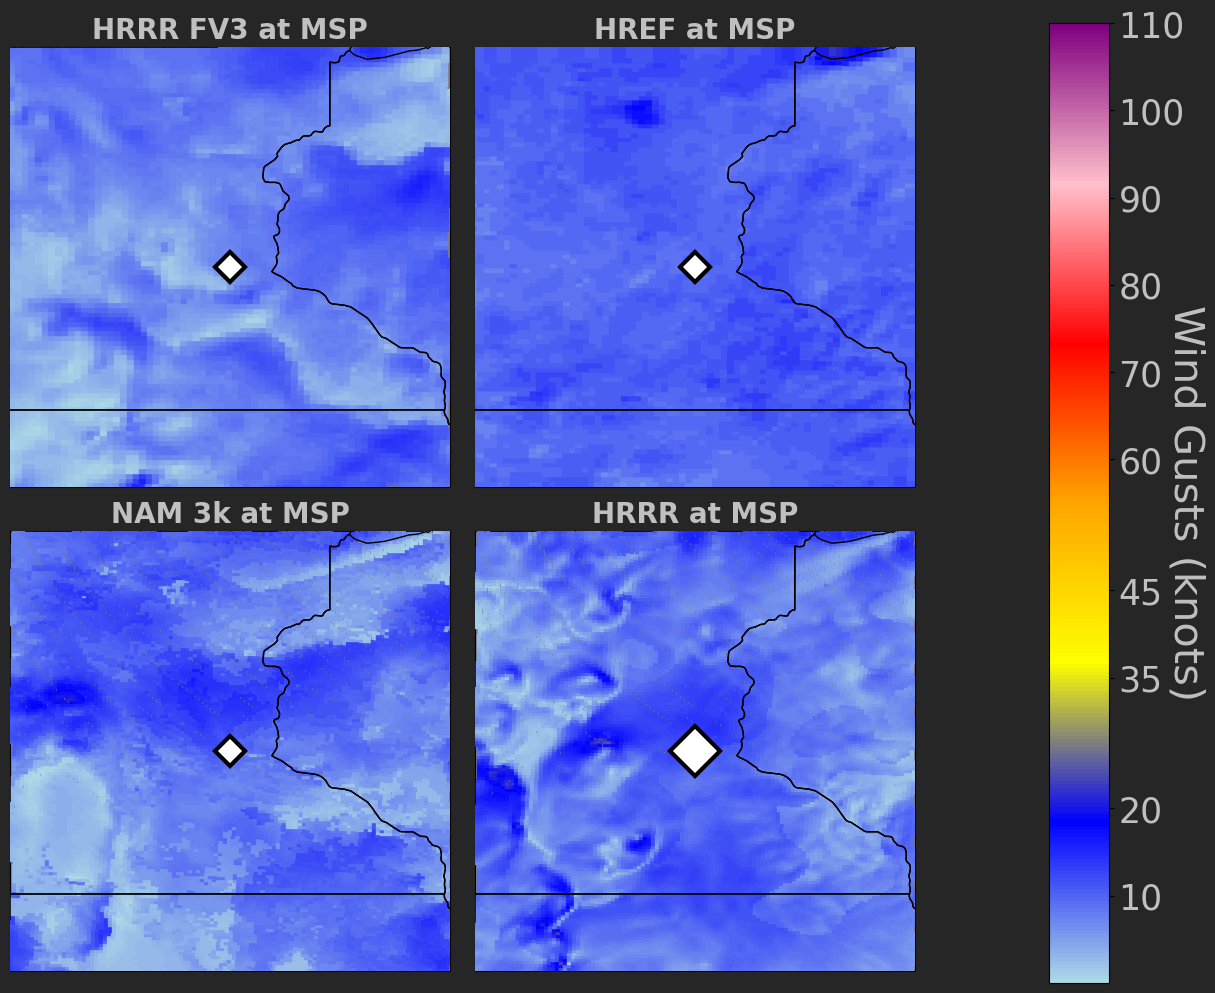 HRRR FV3 at MSP
HREF at MSP
NAM 3k at MSP
HRRR at MSP
110
100
90
80
70
60
45
35
20
10
Wind Gusts (knots)